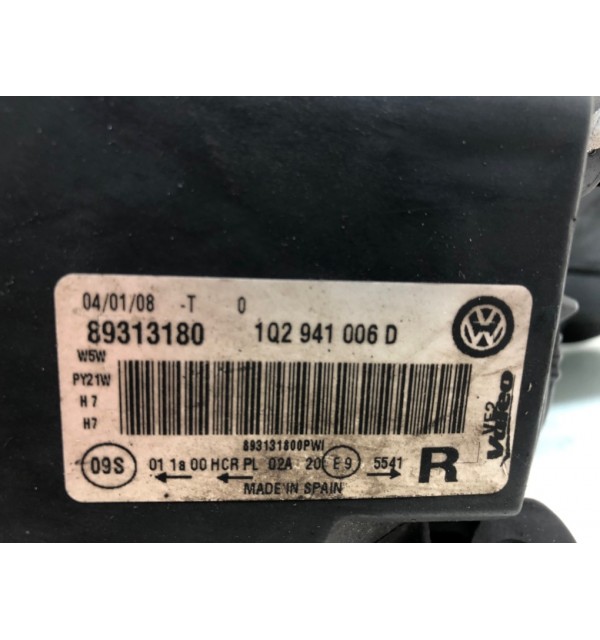 04/01/08 -T 0
89313180 1Q2 941 006 D
W5W
PY21W
H7
H7
893131800PWI
09S 01 1a 00 HCR PL 02A 20 E9 5541 R
MADE IN SPAIN
VE2
Valeo